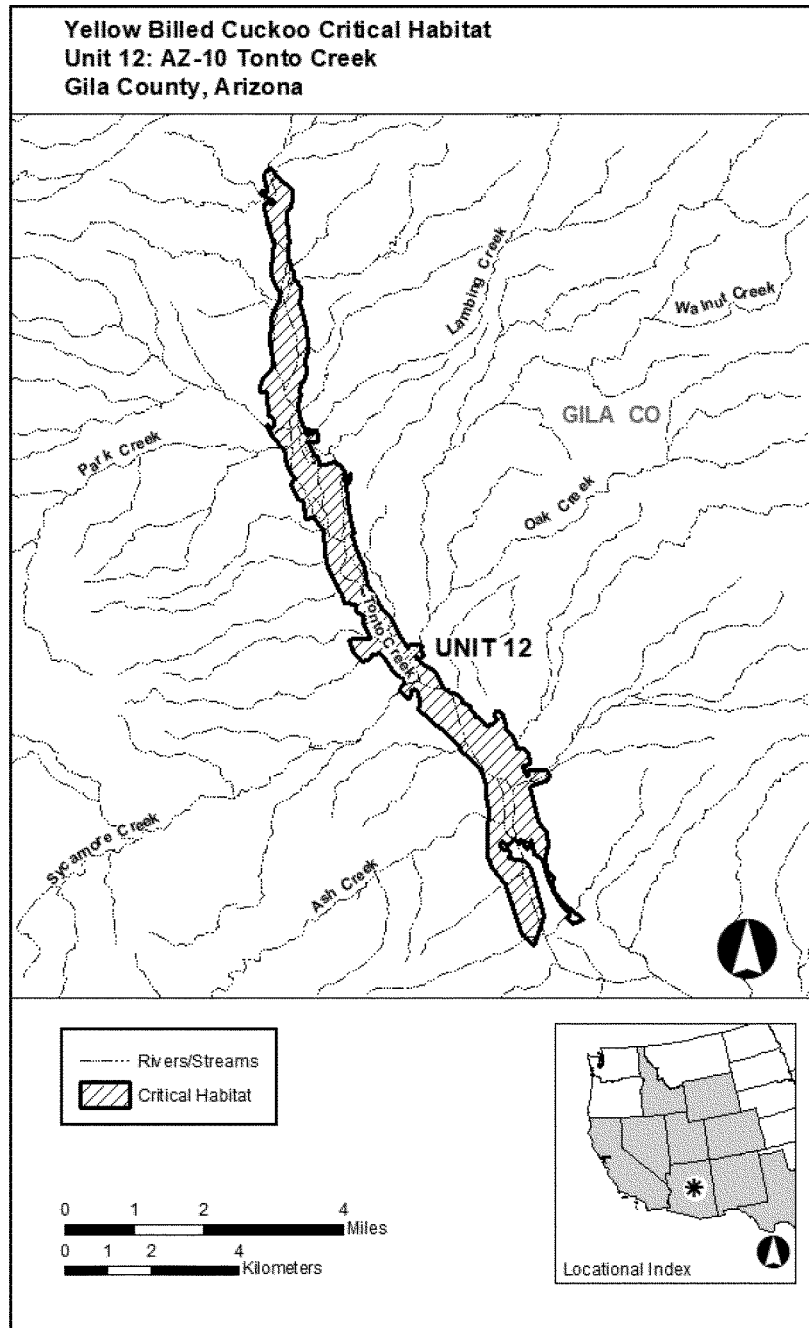 Yellow Billed Cuckoo Critical Habitat
Unit 12: AZ-10 Tonto Creek
Gila County, Arizona
Lambing Creek
Walnut Creek
GILA CO
Park Creek
Oak Creek
Tonto Creek
UNIT 12
Sycamore Creek
Ash Creek
Rivers/Streams
Critical Habitat
0 1 2 4
Miles
0 1 2 4
Kilometers
Locational Index